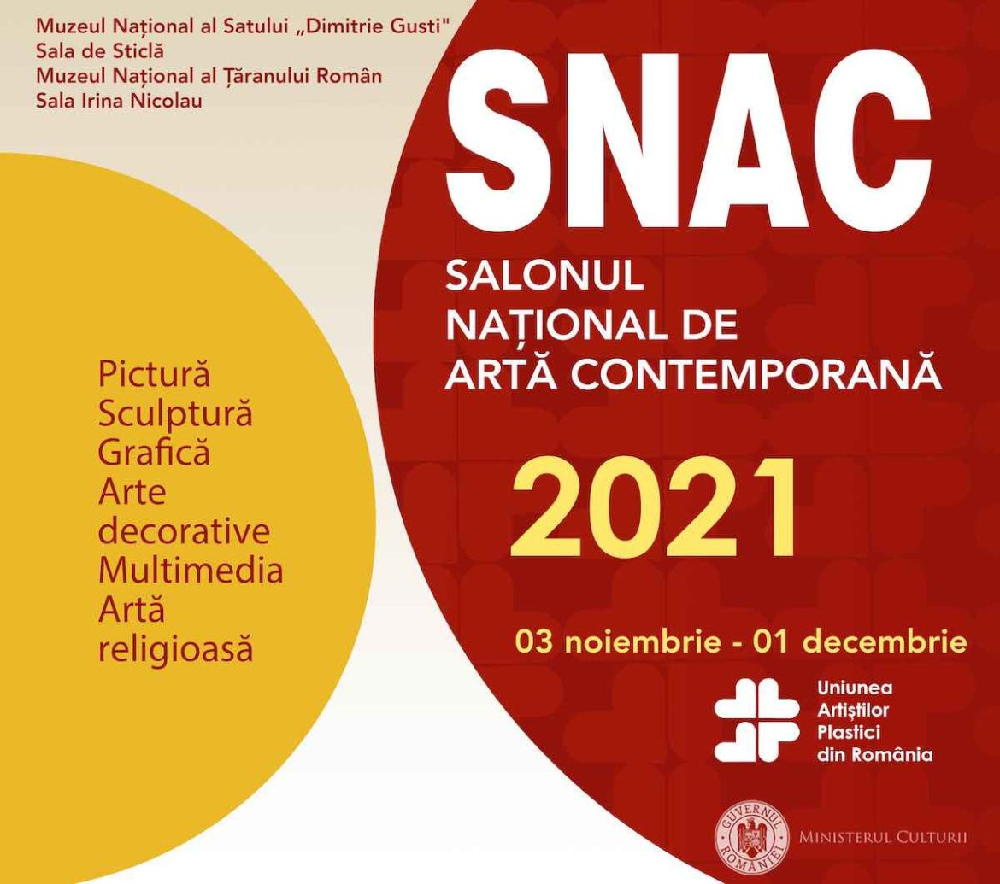 Muzeul Național al Satului „Dimitrie Gusti"
Sala de Sticlă
Muzeul Național al Țăranului Român
Sala Irina Nicolau
SNAC
SALONUL
NAȚIONAL DE
ARTĂ CONTEMPORANĂ
2021
03 noiembrie - 01 decembrie
Pictură
Sculptură
Grafică
Arte
decorative
Multimedia
Artă
religioasă
Uniunea
Artiștilor
Plastici
din România
GUVERNUL
ROMÂNIEI
MINISTERUL CULTURII